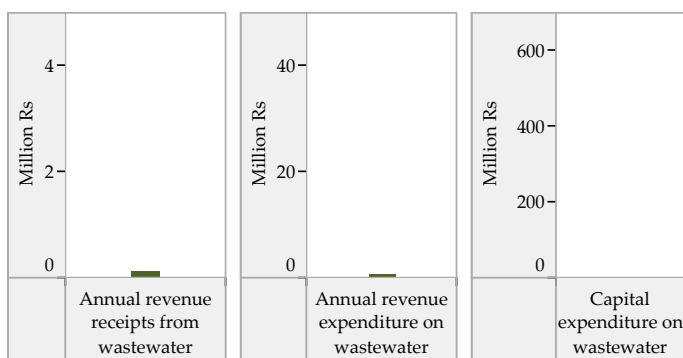 Million Rs
4
2
0
Annual revenue
receipts from
wastewater
Million Rs
40
20
0
Annual revenue
expenditure on
wastewater
Million Rs
600
400
200
0
Capital
expenditure on
wastewater